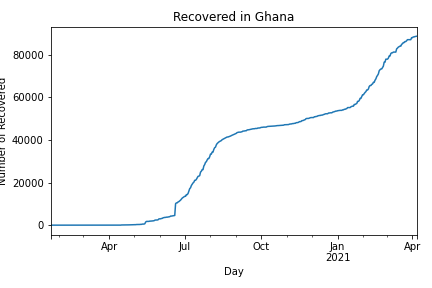 Recovered in Ghana
Number of Recovered
80000
60000
40000
20000
0
Apr
Jul
Oct
Jan
2021
Apr
Day